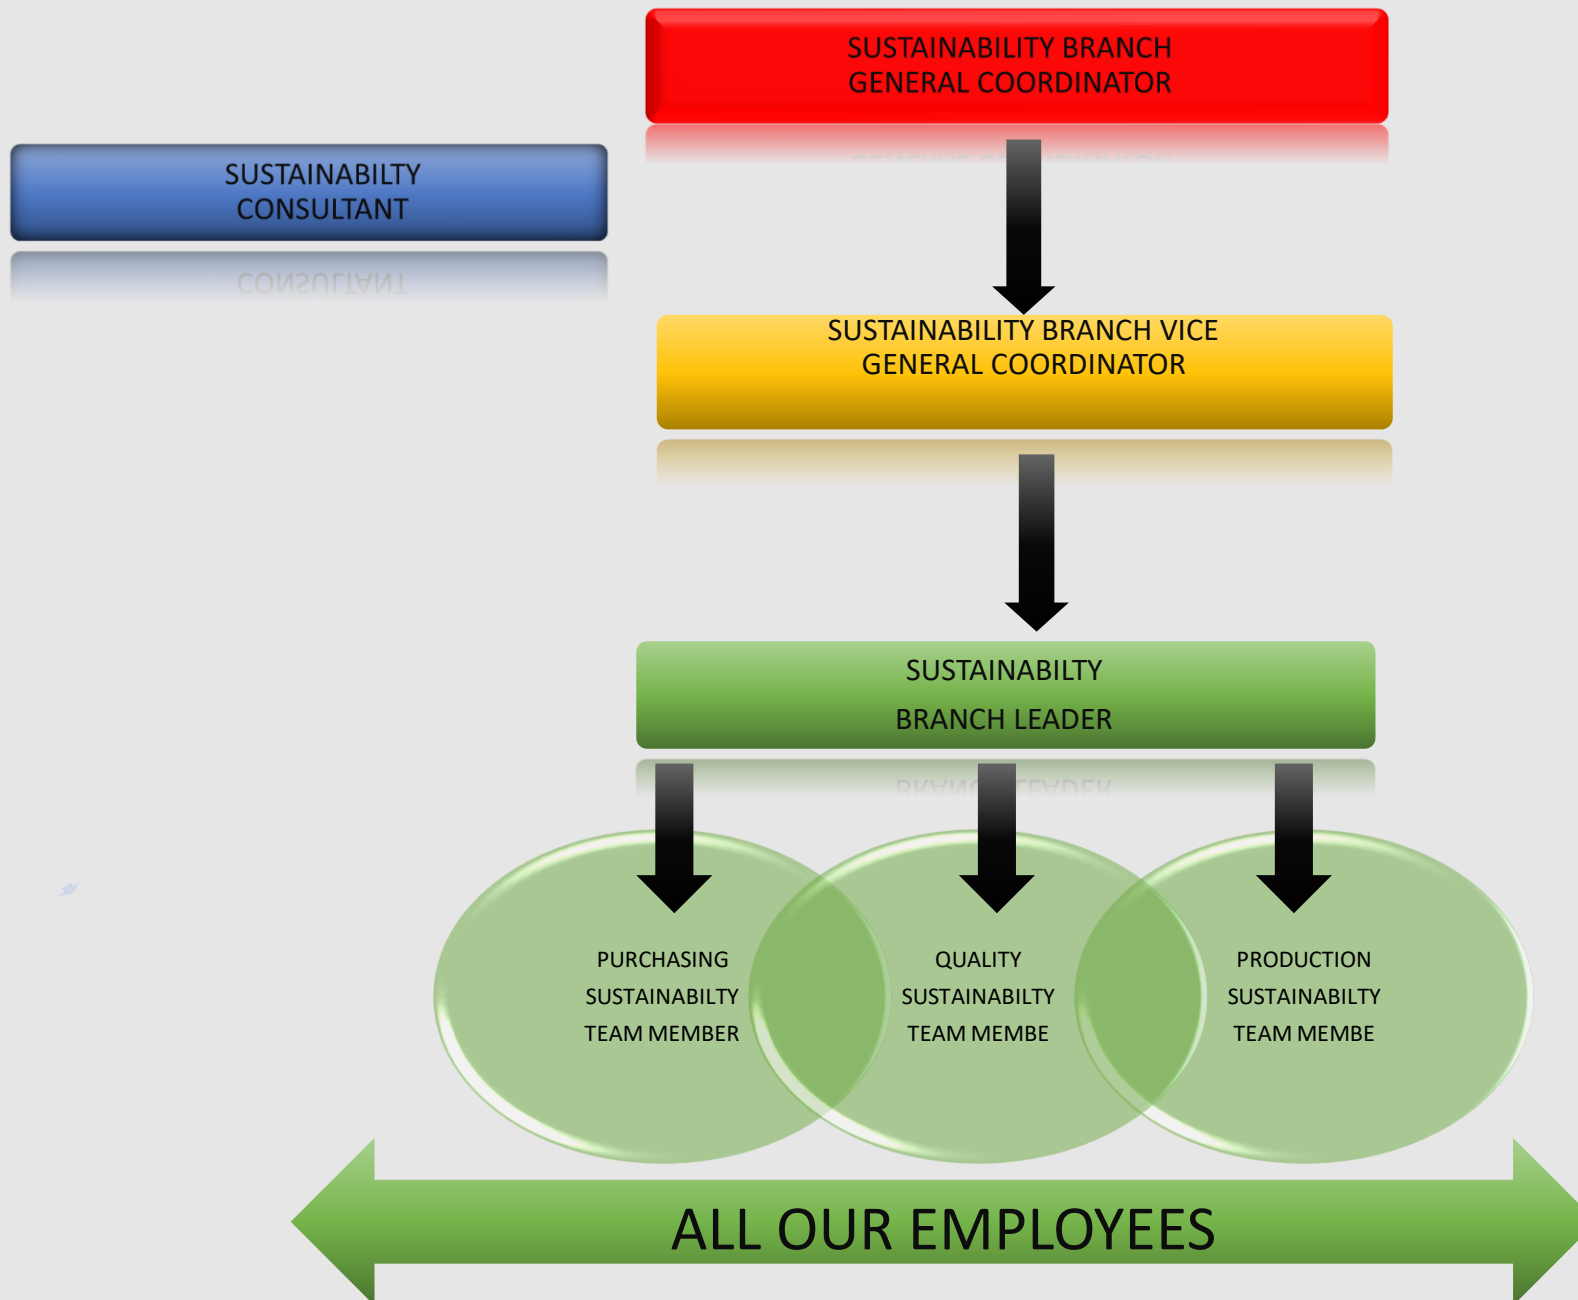 SUSTAINABILITY BRANCH
GENERAL COORDINATOR
SUSTAINABILTY
CONSULTANT
SUSTAINABILITY BRANCH VICE
GENERAL COORDINATOR
SUSTAINABILTY
BRANCH LEADER
PURCHASING
SUSTAINABILTY
TEAM MEMBER
QUALITY
SUSTAINABILTY
TEAM MEMBE
PRODUCTION
SUSTAINABILTY
TEAM MEMBE
ALL OUR EMPLOYEES